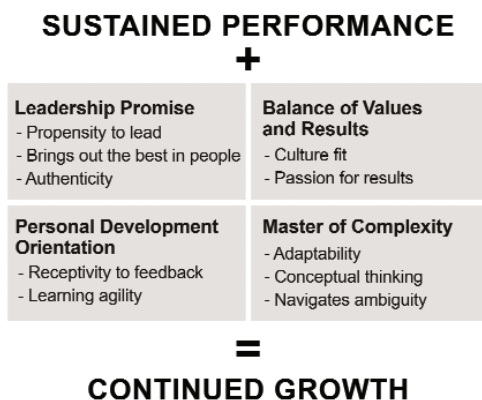 SUSTAINED PERFORMANCE
+
Leadership Promise
- Propensity to lead
- Brings out the best in people
- Authenticity
Balance of Values
and Results
- Culture fit
- Passion for results
Personal Development
Orientation
- Receptivity to feedback
- Learning agility
Master of Complexity
- Adaptability
- Conceptual thinking
- Navigates ambiguity
=
CONTINUED GROWTH